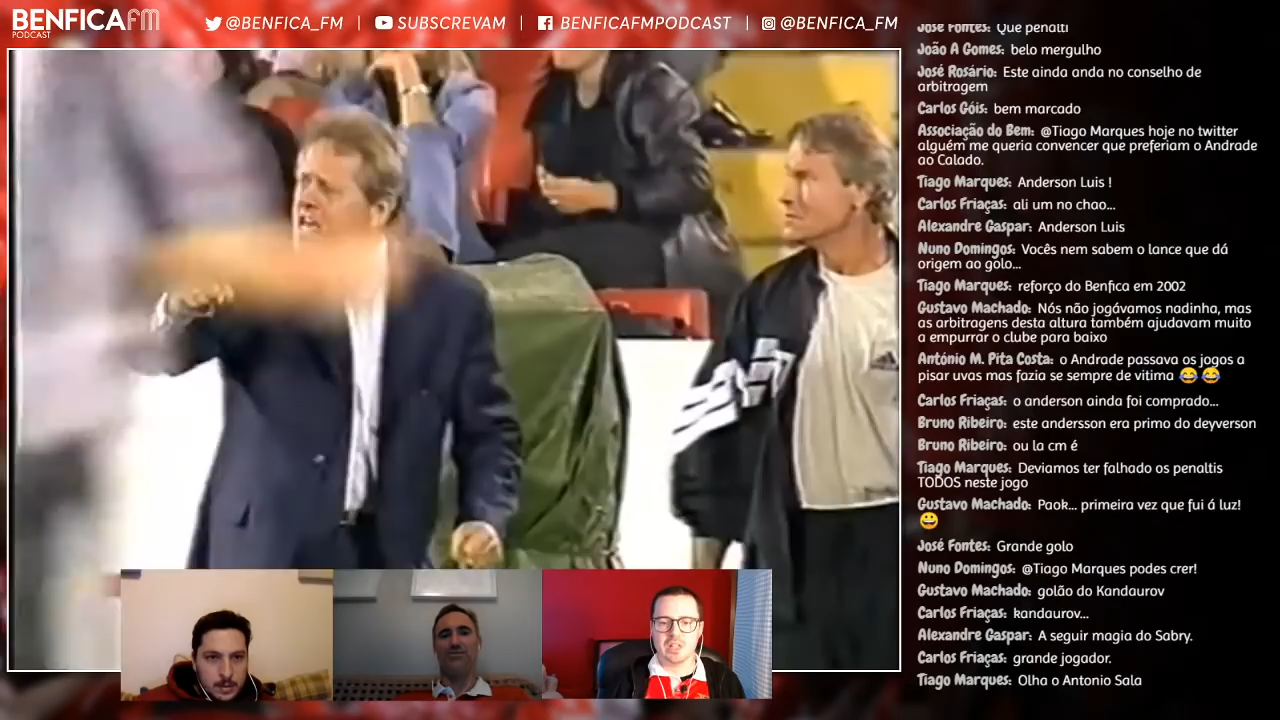 BENFICAFM
PODCAST
@BENFICA_FM | SUBSCREVAM | BENFICAFMPODCAST | @BENFICA_FM
José Fontes: Que penalti
João A Gomes: belo mergulho
José Rosário: Este ainda anda no conselho de
arbitragem
Carlos Góis: bem marcado
Associação do Bem: @Tiago Marques hoje no twitter
alguém me queria convencer que preferiam o Andrade
ao Calado.
Tiago Marques: Anderson Luis !
Carlos Friaças: ali um no chao...
Alexandre Gaspar: Anderson Luis
Nuno Domingos: Vocês nem sabem o lance que dá
origem ao golo...
Tiago Marques: reforço do Benfica em 2002
Gustavo Machado: Nós não jogávamos nadinha, mas
as arbitragens desta altura também ajudavam muito
a empurrar o clube para baixo
António M. Pita Costa: o Andrade passava os jogos a
pisar uvas mas fazia se sempre de vitima 😂😂
Carlos Friaças: o anderson ainda foi comprado...
Bruno Ribeiro: este andersson era primo do deyverson
Bruno Ribeiro: ou la cm é
Tiago Marques: Deviamos ter falhado os penaltis
TODOS neste jogo
Gustavo Machado: Paok... primeira vez que fui á luz!
😀
José Fontes: Grande golo
Nuno Domingos: @Tiago Marques podes crer!
Gustavo Machado: golão do Kandaurov
Carlos Friaças: kandaurov...
Alexandre Gaspar: A seguir magia do Sabry.
Carlos Friaças: grande jogador.
Tiago Marques: Olha o Antonio Sala